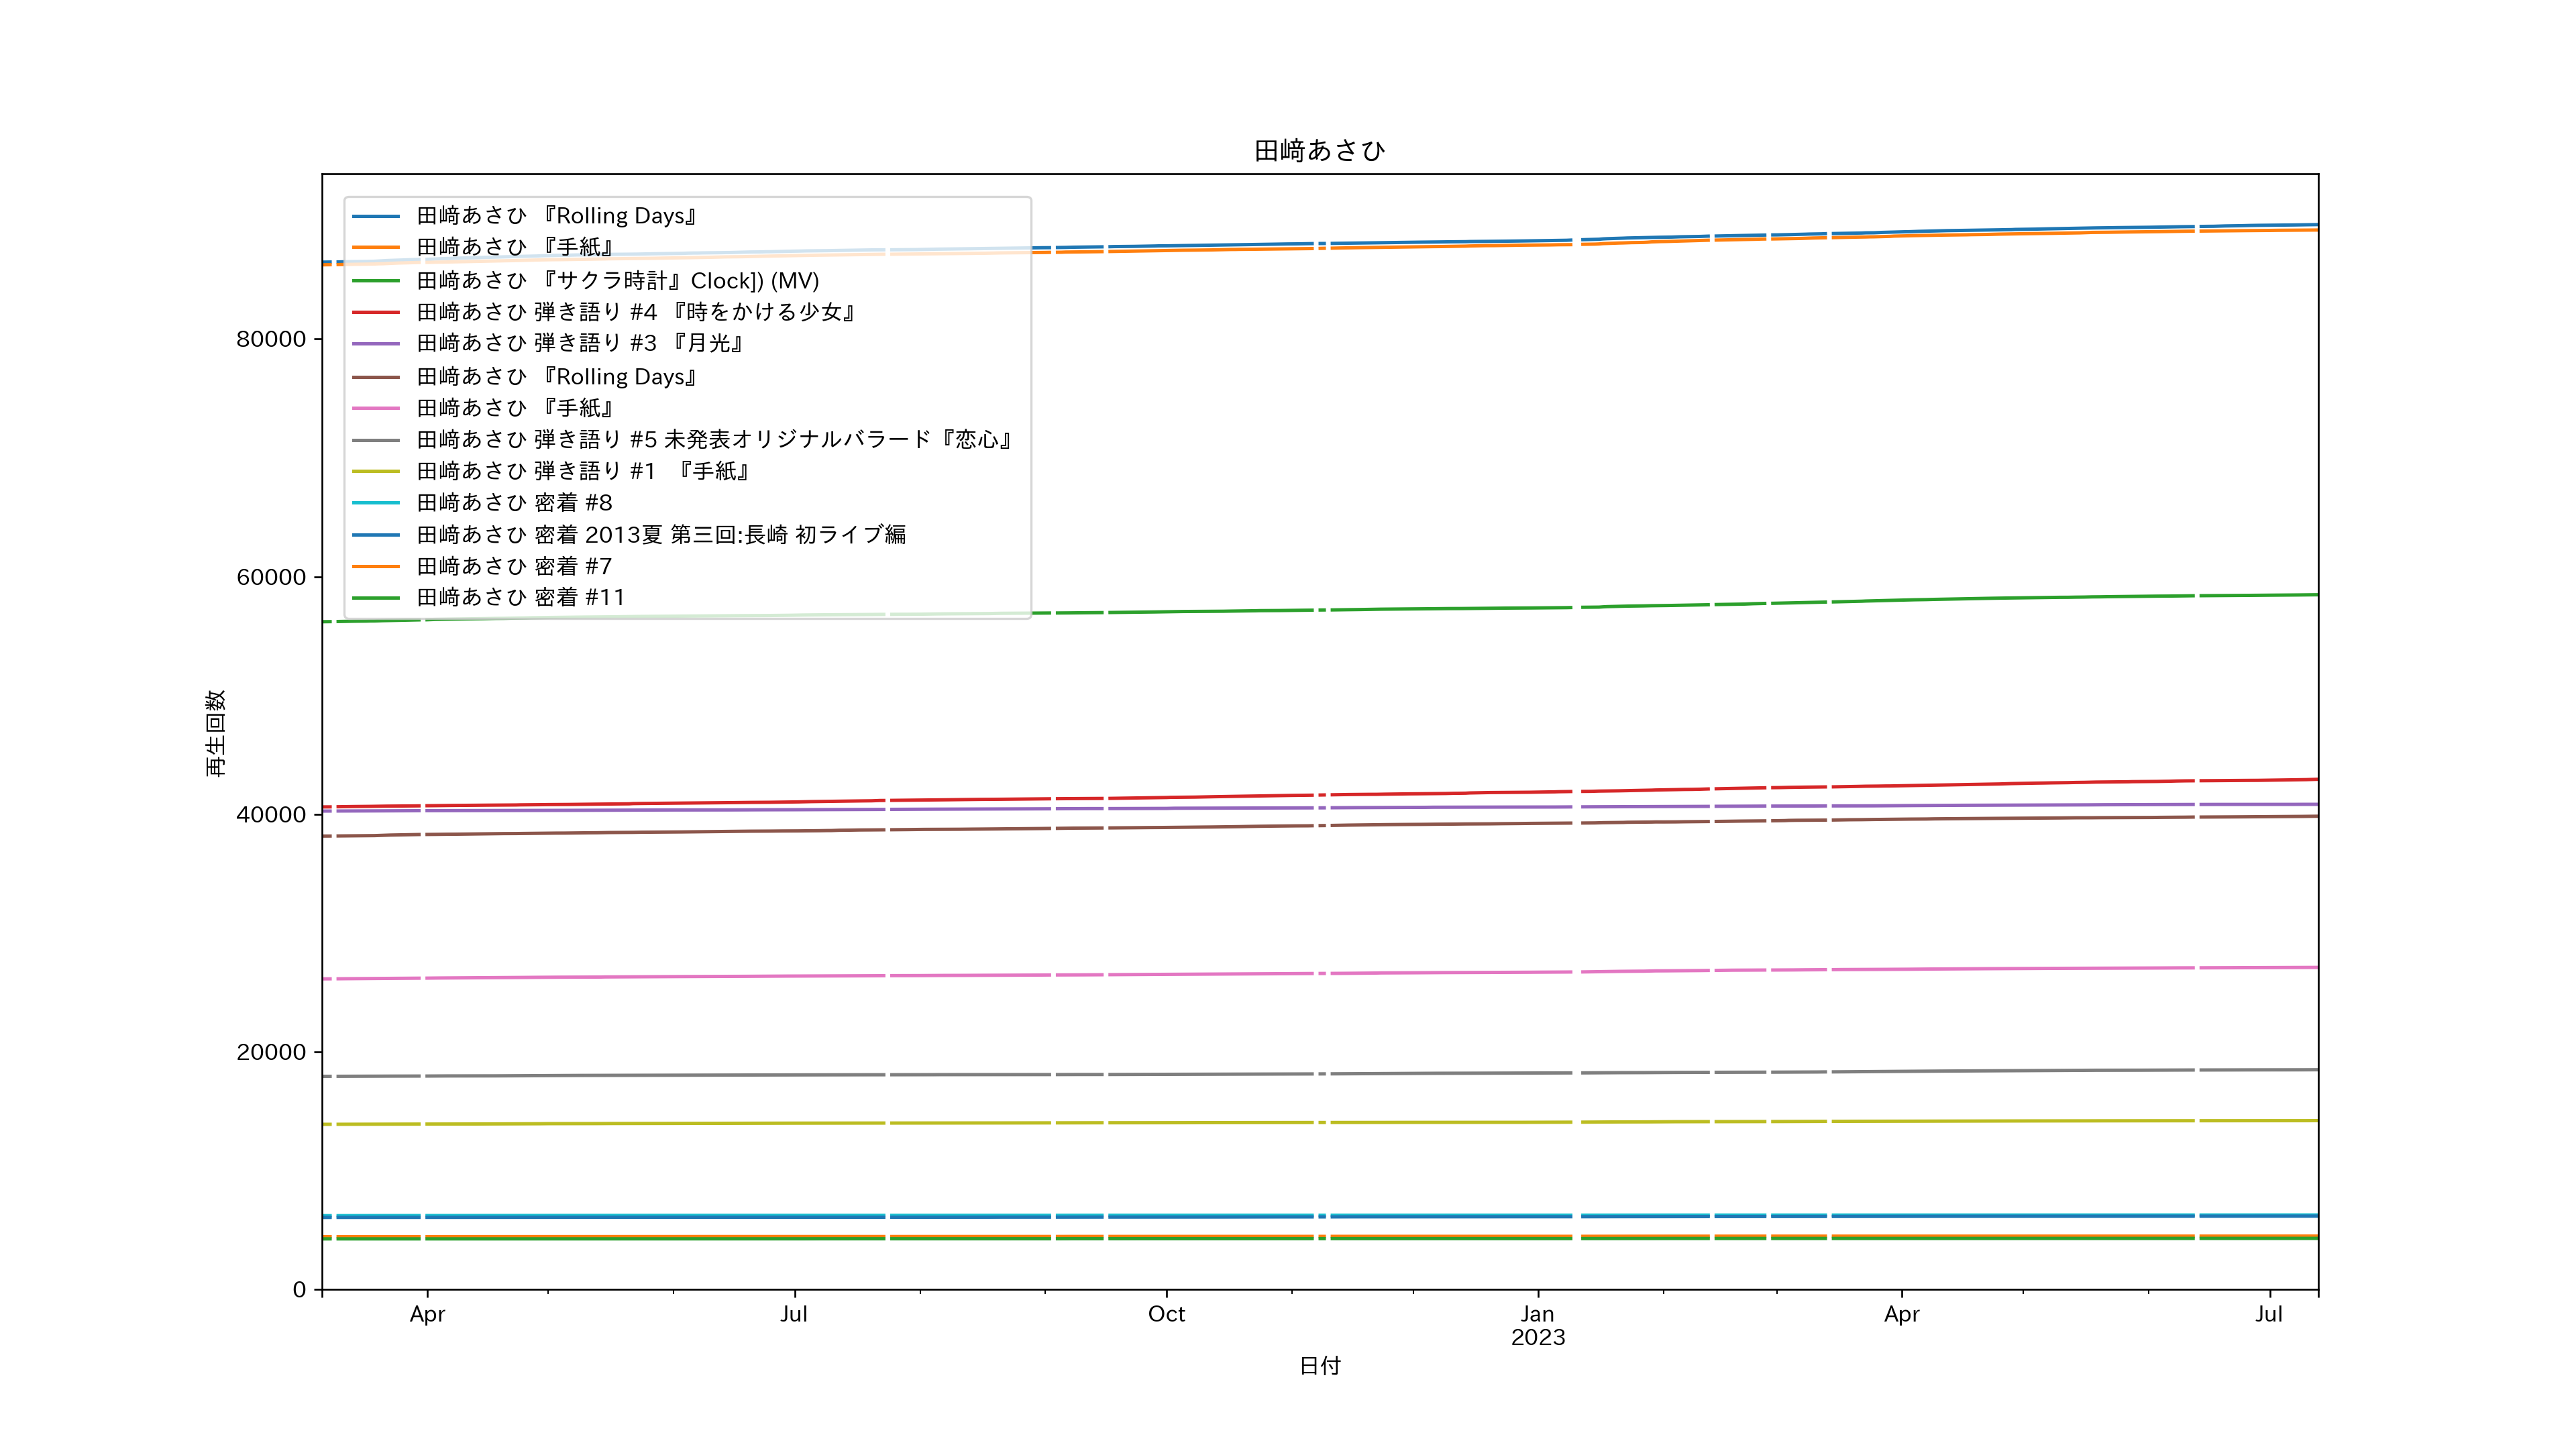 田﨑あさひ
田﨑あさひ 『Rolling Days』
田﨑あさひ 『手紙』
田﨑あさひ 『サクラ時計』Clock]) (MV)
田﨑あさひ 弾き語り #4 『時をかける少女』
田﨑あさひ 弾き語り #3 『月光』
田﨑あさひ 『Rolling Days』
田﨑あさひ 『手紙』
田﨑あさひ 弾き語り #5 未発表オリジナルバラード『恋心』
田﨑あさひ 弾き語り #1 『手紙』
田﨑あさひ 密着 #8
田﨑あさひ 密着 2013夏 第三回:長崎 初ライブ編
田﨑あさひ 密着 #7
田﨑あさひ 密着 #11
80000
60000
40000
20000
0
再生回数
Apr Jul Oct Jan Apr Jul
2023
日付